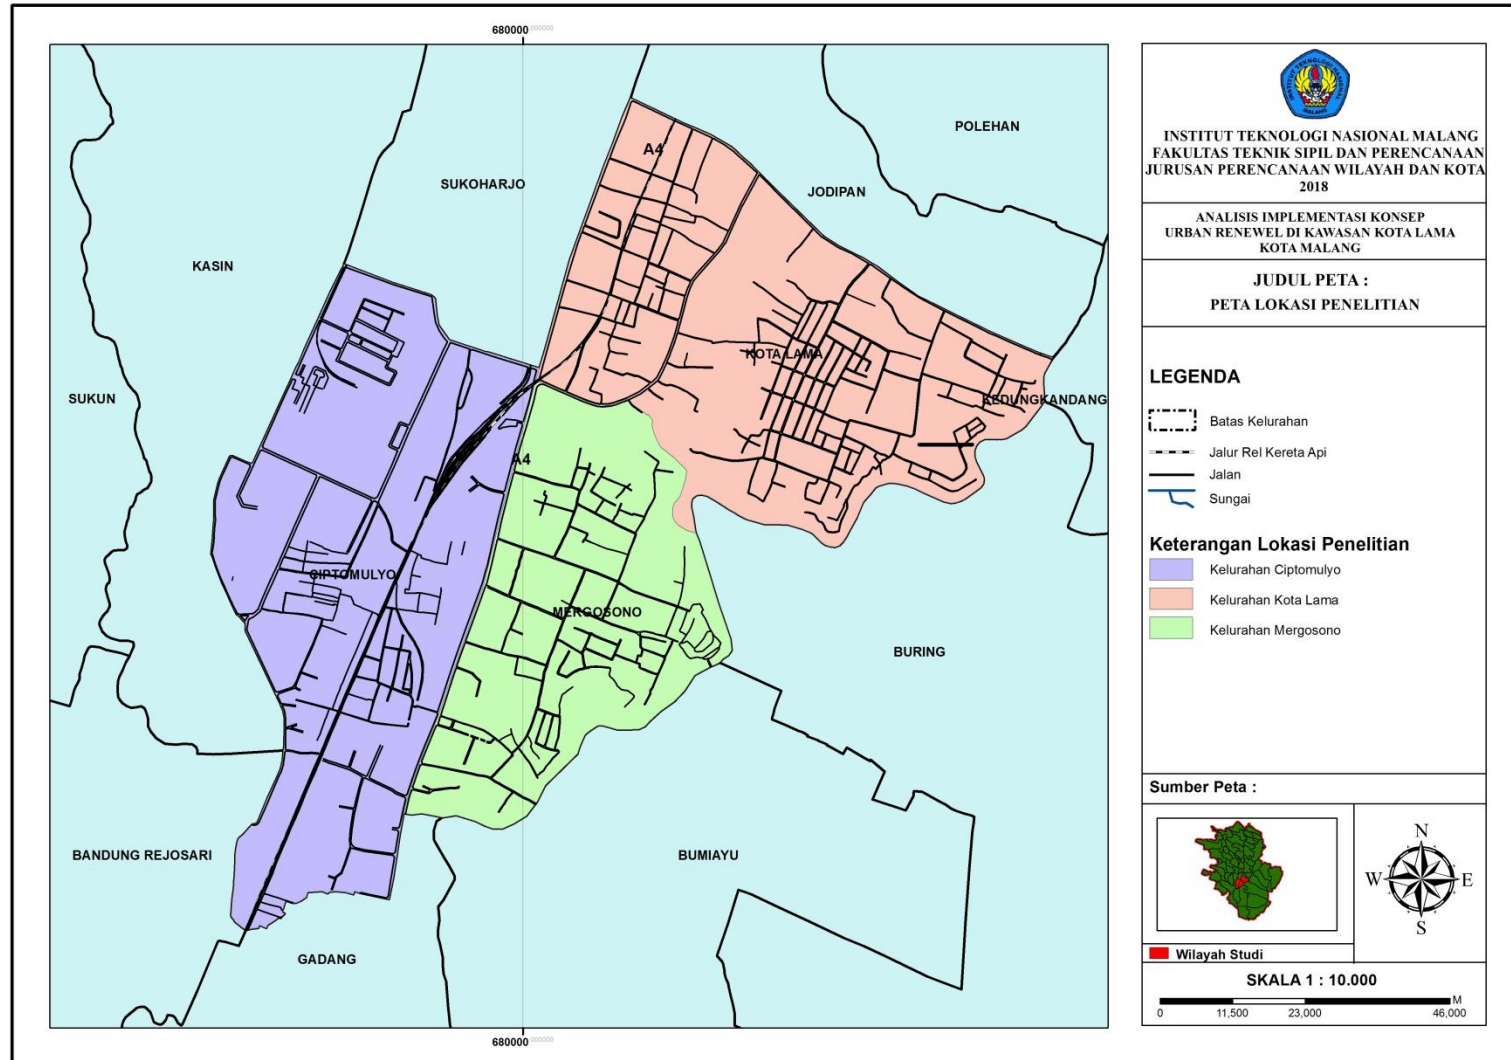 680000
POLEHAN
A4
SUKOHARJO
JODIPAN
KASIN
KOTA LAMA
SUKUN
KEDUNGKANDANG
A4
CIPTOMULYO
MERGOSONO
BURING
BANDUNG REJOSARI
BUMIAYU
GADANG
680000
INSTITUT TEKNOLOGI NASIONAL
MALANG
INSTITUT TEKNOLOGI NASIONAL MALANG
FAKULTAS TEKNIK SIPIL DAN PERENCANAAN
JURUSAN PERENCANAAN WILAYAH DAN KOTA
2018
ANALISIS IMPLEMENTASI KONSEP
URBAN RENEWEL DI KAWASAN KOTA LAMA
KOTA MALANG
JUDUL PETA :
PETA LOKASI PENELITIAN
LEGENDA
Batas Kelurahan
Jalur Rel Kereta Api
Jalan
Sungai
Keterangan Lokasi Penelitian
Kelurahan Ciptomulyo
Kelurahan Kota Lama
Kelurahan Mergosono
Sumber Peta :
N
W E
S
Wilayah Studi
SKALA 1 : 10.000
M
0 11,500 23,000 46,000